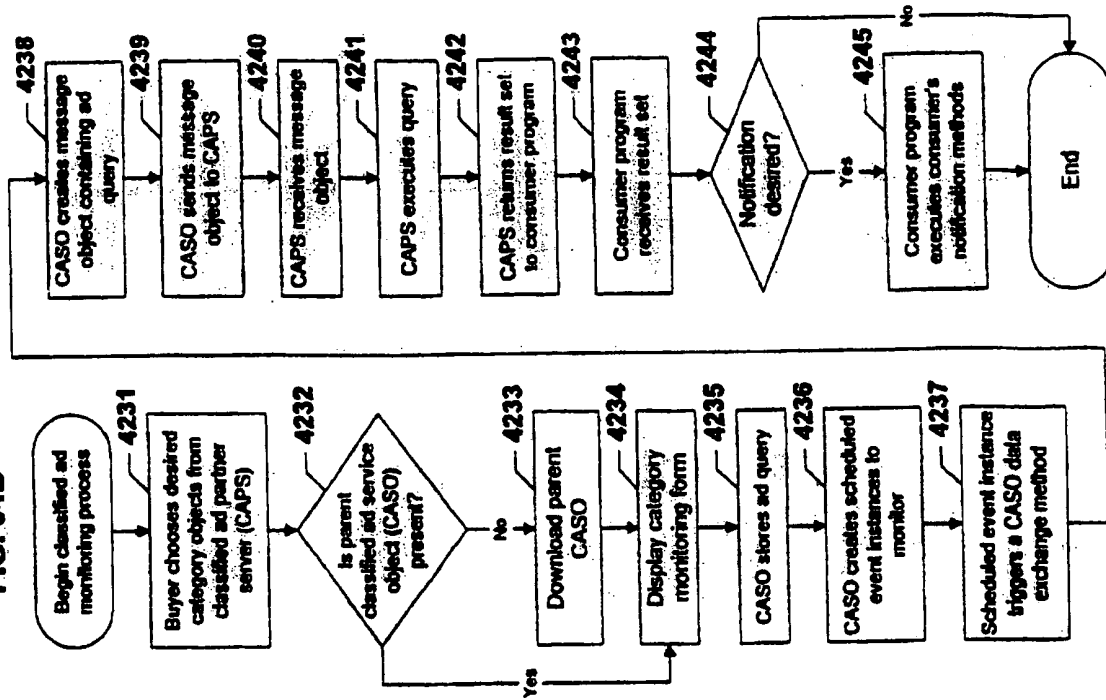 Begin classified ad
monitoring process
4231
Buyer chooses desired
category objects from
classified ad partner
server (CAPS)
4232
Is parent
classified ad service
object (CASO)
present?
Yes
No
4233
Download parent
CASO
4234
Display category
monitoring form
4235
CASO stores ad query
4236
CASO creates scheduled
event instances to
monitor
4237
Scheduled event instance
triggers a CASO data
exchange method
4238
CASO creates message
object containing ad
query
4239
CASO sends message
object to CAPS
4240
CAPS receives message
object
4241
CAPS executes query
4242
CAPS returns result set
to consumer program
4243
Consumer program
receives result set
4244
Notification
desired?
No
Yes
4245
Consumer program
executes consumer's
notification methods
End